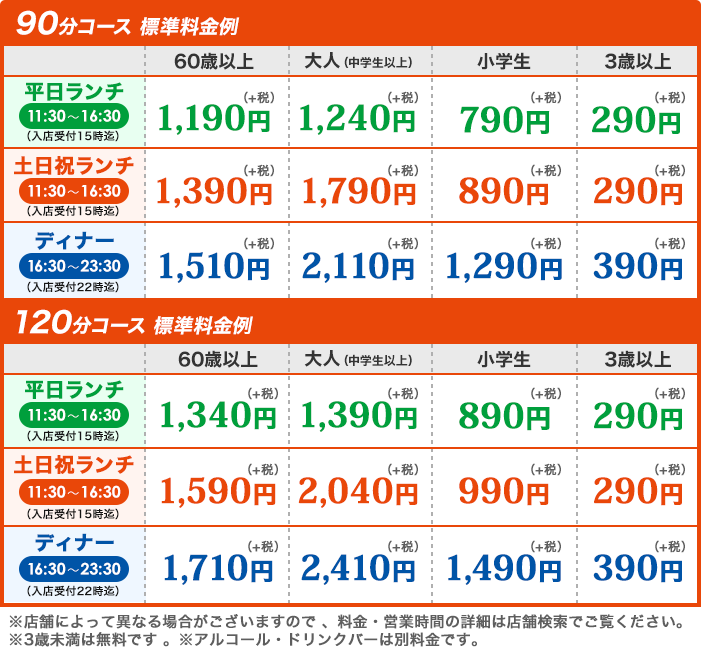 90分コース 標準料金例
60歳以上 大人（中学生以上） 小学生 3歳以上
平日ランチ
11:30～16:30
（入店受付15時迄）
1,190円（+税） 1,240円（+税） 790円（+税） 290円（+税）
土日祝ランチ
11:30～16:30
（入店受付15時迄）
1,390円（+税） 1,790円（+税） 890円（+税） 290円（+税）
ディナー
16:30～23:30
（入店受付22時迄）
1,510円（+税） 2,110円（+税） 1,290円（+税） 390円（+税）
120分コース 標準料金例
60歳以上 大人（中学生以上） 小学生 3歳以上
平日ランチ
11:30～16:30
（入店受付15時迄）
1,340円（+税） 1,390円（+税） 890円（+税） 290円（+税）
土日祝ランチ
11:30～16:30
（入店受付15時迄）
1,590円（+税） 2,040円（+税） 990円（+税） 290円（+税）
ディナー
16:30～23:30
（入店受付22時迄）
1,710円（+税） 2,410円（+税） 1,490円（+税） 390円（+税）
※店舗によって異なる場合がございますので 、料金・営業時間の詳細は店舗検索でご覧ください。
※3歳未満は無料です 。※アルコール・ドリンクバーは別料金です。